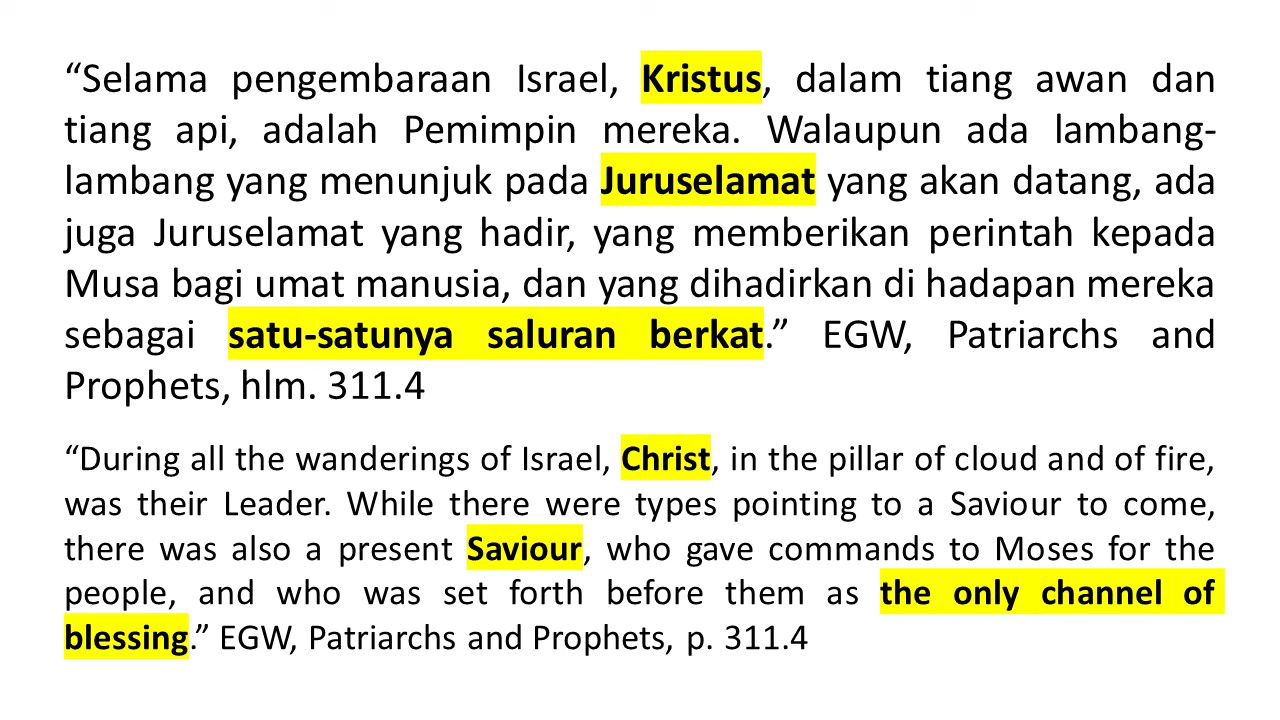 “Selama pengembaraan Israel, Kristus, dalam tiang awan dan
tiang api, adalah Pemimpin mereka. Walaupun ada lambang-
lambang yang menunjuk pada Juruselamat yang akan datang, ada
juga Juruselamat yang hadir, yang memberikan perintah kepada
Musa bagi umat manusia, dan yang dihadirkan di hadapan mereka
sebagai satu-satunya saluran berkat.” EGW, Patriarchs and
Prophets, hlm. 311.4
“During all the wanderings of Israel, Christ, in the pillar of cloud and of fire,
was their Leader. While there were types pointing to a Saviour to come,
there was also a present Saviour, who gave commands to Moses for the
people, and who was set forth before them as the only channel of
blessing.” EGW, Patriarchs and Prophets, p. 311.4